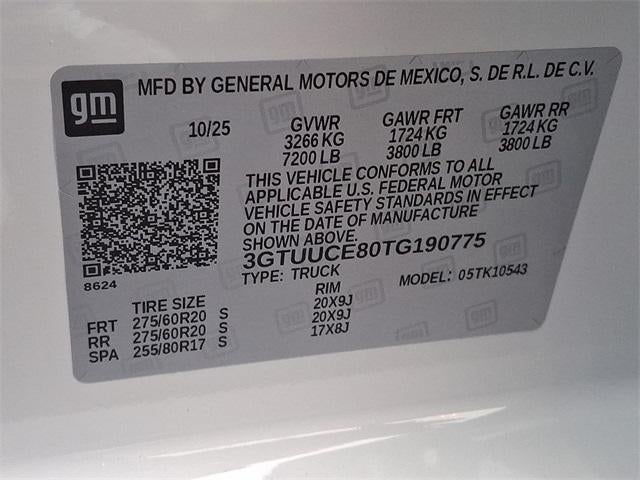 gm
MFD BY GENERAL MOTORS DE MEXICO, S. DE R.L. DE C.V.
10/25 GVWR GAWR FRT GAWR RR
3266 KG 1724 KG 1724 KG
7200 LB 3800 LB 3800 LB
THIS VEHICLE CONFORMS TO ALL
APPLICABLE U.S. FEDERAL MOTOR
VEHICLE SAFETY STANDARDS IN EFFECT
ON THE DATE OF MANUFACTURE
SHOWN ABOVE.
3GTUUCE80TG190775
8624
TYPE: TRUCK MODEL: 05TK10543
TIRE SIZE RIM
FRT 275/60R20 S 20X9J
RR 275/60R20 S 20X9J
SPA 255/80R17 S 17X8J